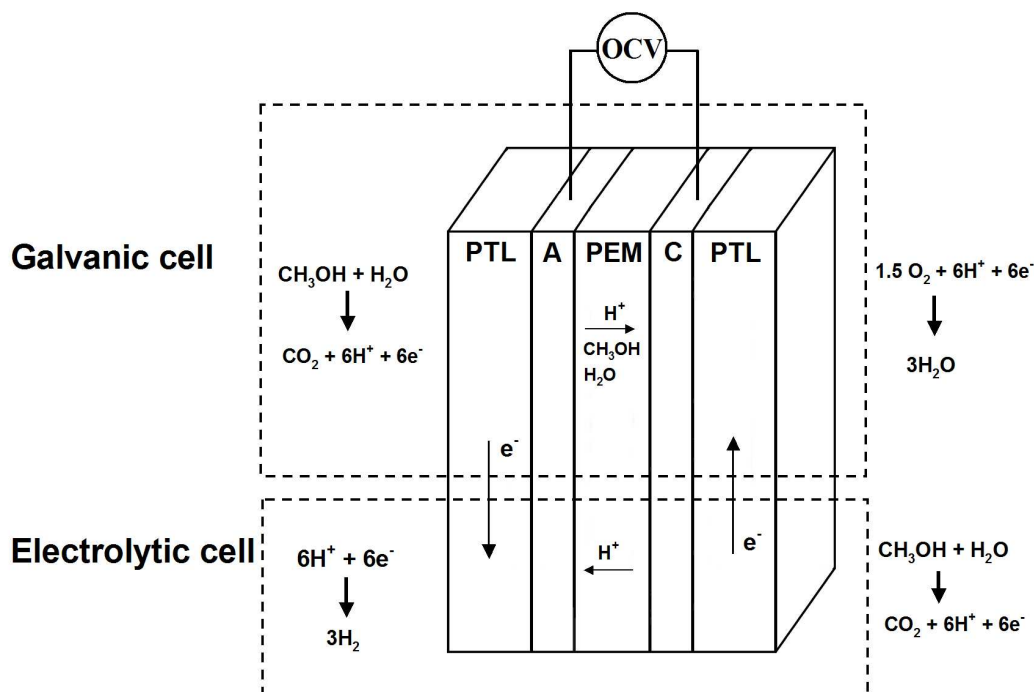 OCV
PTL A PEM C PTL
Galvanic cell
CH₃OH + H₂O
CO₂ + 6H⁺ + 6e⁻
H⁺
CH₃OH
H₂O
1.5 O₂ + 6H⁺ + 6e⁻
3H₂O
e⁻
Electrolytic cell
6H⁺ + 6e⁻
3H₂
H⁺
e⁻
CH₃OH + H₂O
CO₂ + 6H⁺ + 6e⁻